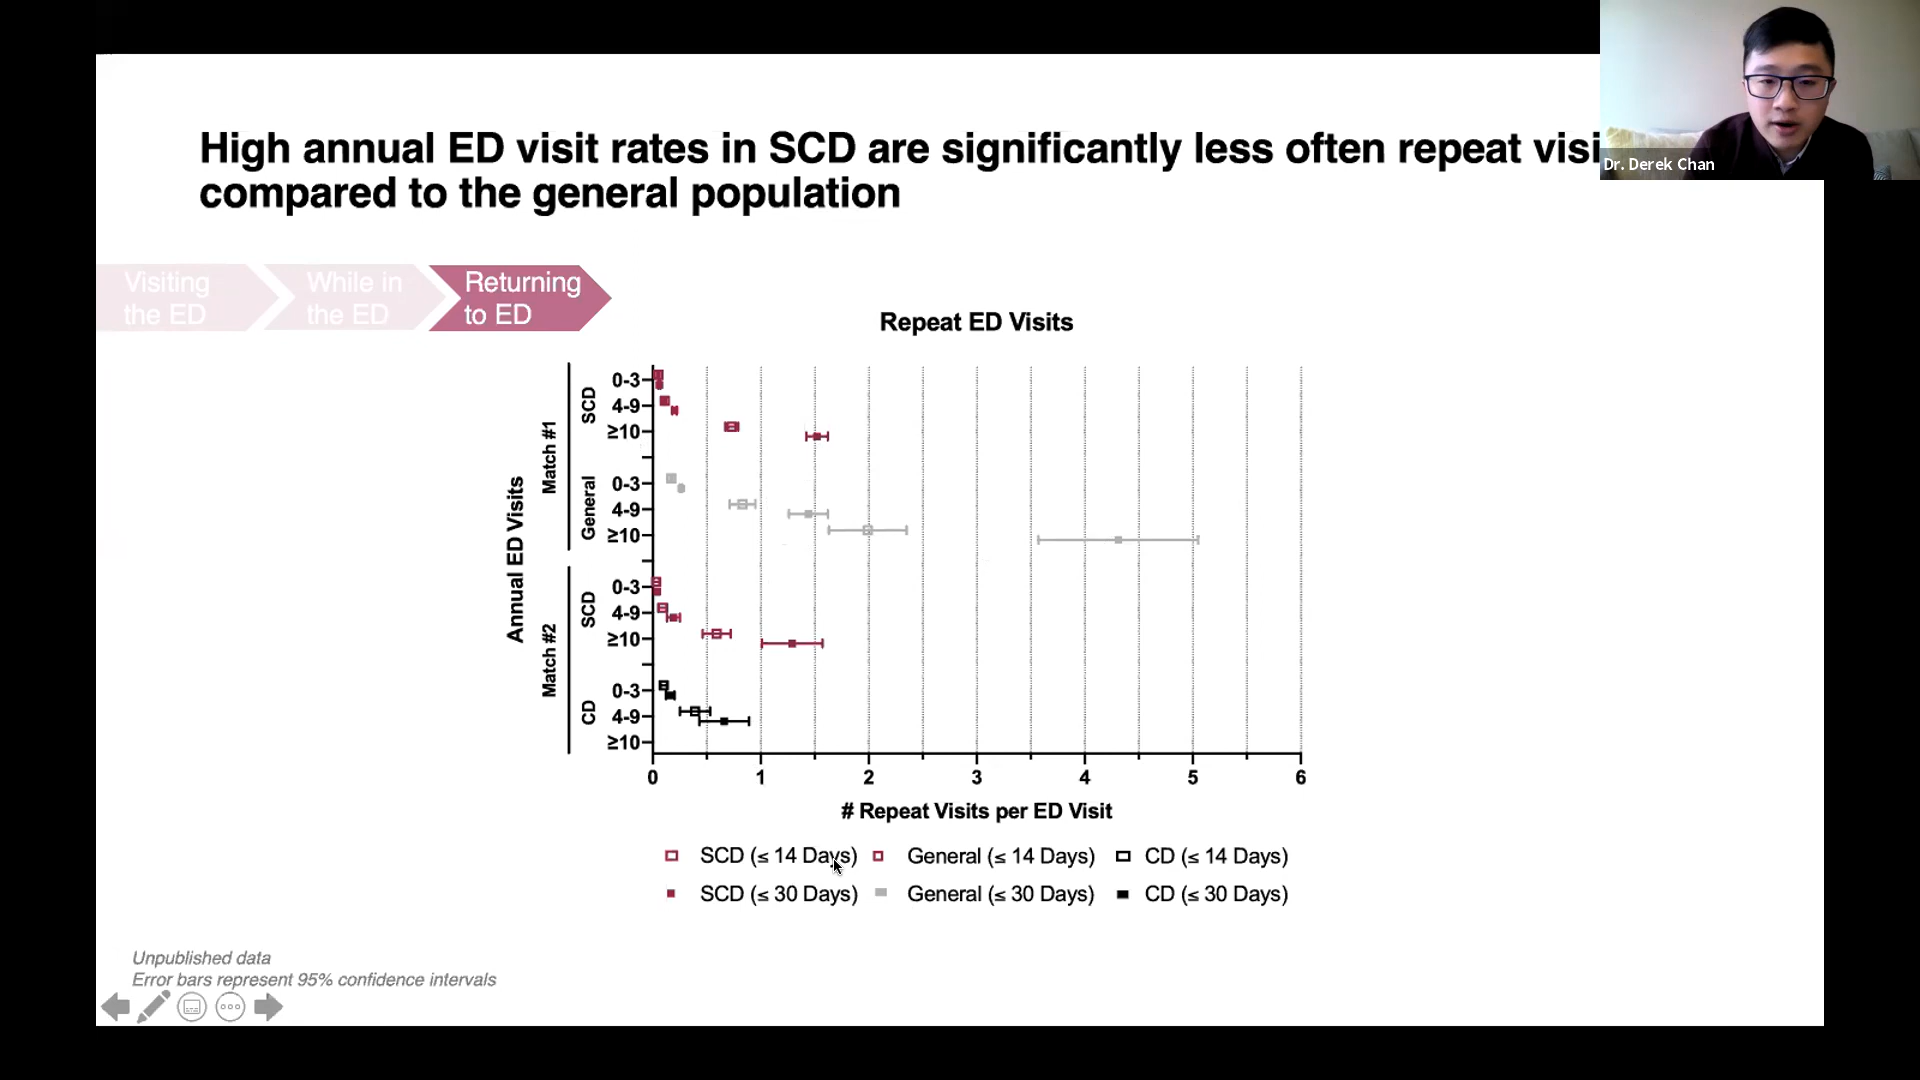 High annual ED visit rates in SCD are significantly less often repeat visi
compared to the general population
Dr. Derek Chan
Visiting
the ED
While in
the ED
Returning
to ED
Repeat ED Visits
Annual ED Visits
Match #1
SCD
0-3
4-9
≥10
General
0-3
4-9
≥10
Match #2
SCD
0-3
4-9
≥10
CD
0-3
4-9
≥10
0 1 2 3 4 5 6
# Repeat Visits per ED Visit
SCD (≤ 14 Days) General (≤ 14 Days) CD (≤ 14 Days)
SCD (≤ 30 Days) General (≤ 30 Days) CD (≤ 30 Days)
Unpublished data
Error bars represent 95% confidence intervals